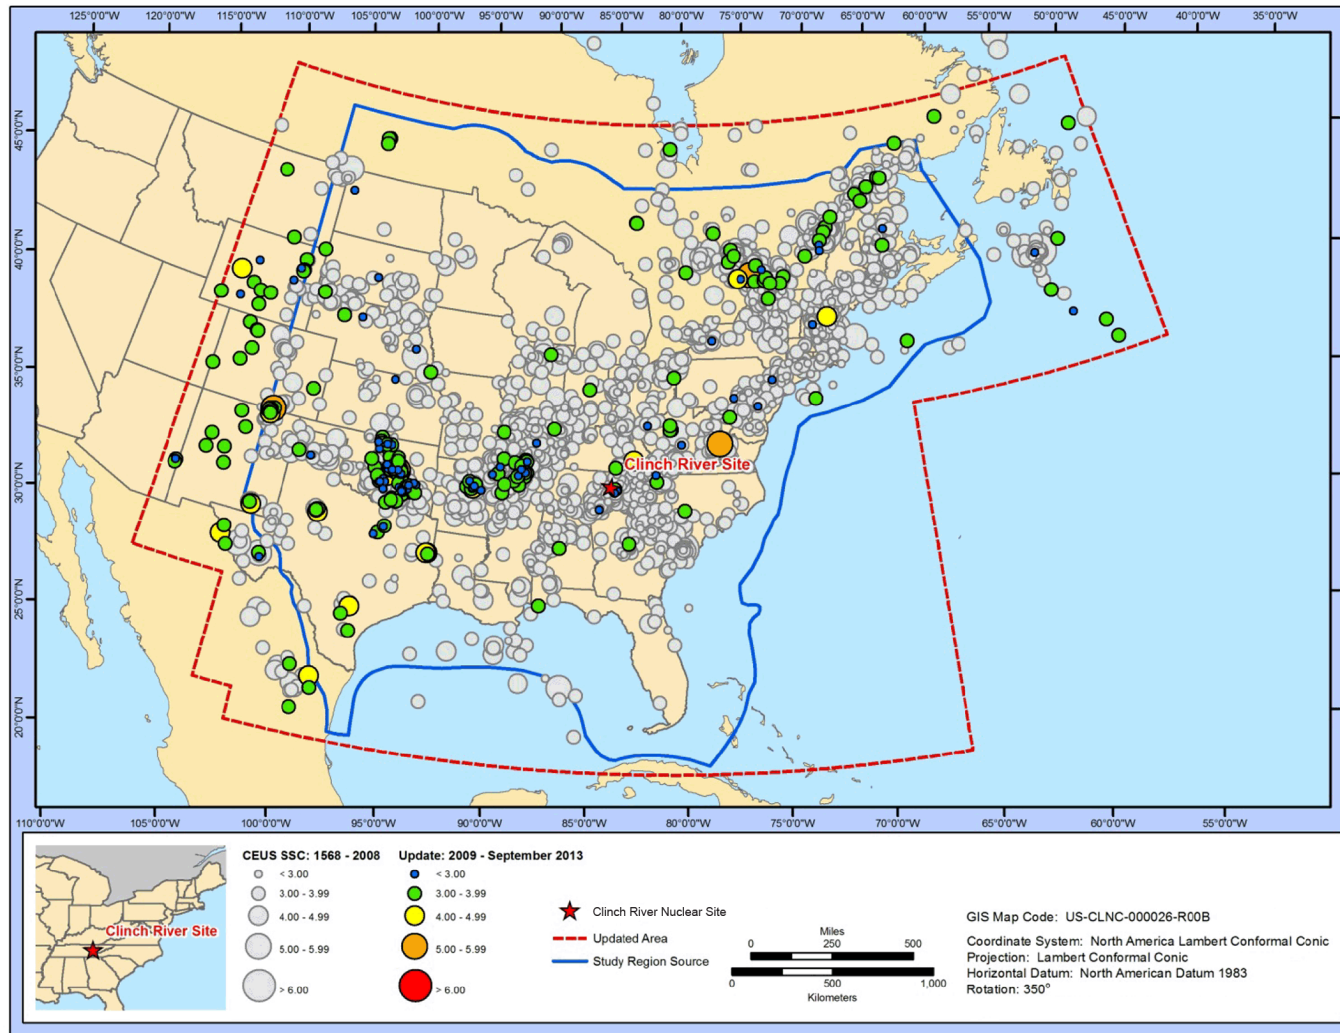 125°0'0"W 120°0'0"W 115°0'0"W 110°0'0"W 105°0'0"W 100°0'0"W 95°0'0"W 90°0'0"W 85°0'0"W 80°0'0"W 75°0'0"W 70°0'0"W 65°0'0"W 60°0'0"W 55°0'0"W 50°0'0"W 45°0'0"W 40°0'0"W 35°0'0"W
45°0'0"N
40°0'0"N
35°0'0"N
30°0'0"N
25°0'0"N
20°0'0"N
Clinch River Site
110°0'0"W 105°0'0"W 100°0'0"W 95°0'0"W 90°0'0"W 85°0'0"W 80°0'0"W 75°0'0"W 70°0'0"W 65°0'0"W 60°0'0"W 55°0'0"W
Clinch River Site
CEUS SSC: 1568 - 2008
< 3.00
3.00 - 3.99
4.00 - 4.99
5.00 - 5.99
> 6.00
Update: 2009 - September 2013
< 3.00
3.00 - 3.99
4.00 - 4.99
5.00 - 5.99
> 6.00
Clinch River Nuclear Site
Updated Area
Study Region Source
Miles
0 250 500
0 500 1,000
Kilometers
GIS Map Code: US-CLNC-000026-R00B
Coordinate System: North America Lambert Conformal Conic
Projection: Lambert Conformal Conic
Horizontal Datum: North American Datum 1983
Rotation: 350°